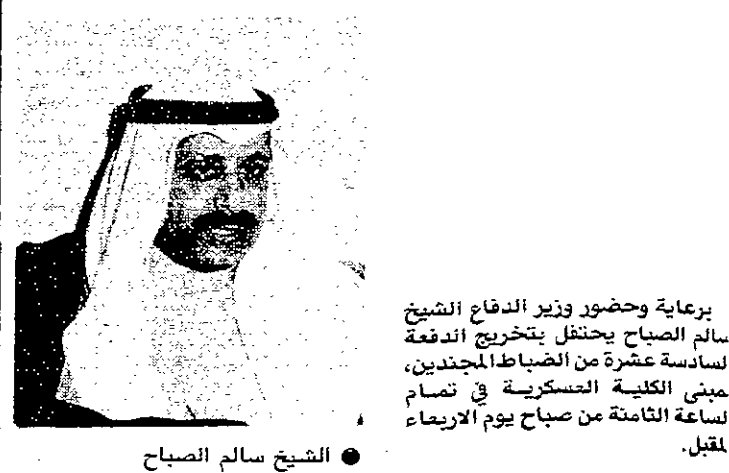 برعاية وحضور وزير الدفاع الشيخ
سالم الصباح يحتفل بتخريج الدفعة
لسادسة عشرة من الضباط المجندين،
مبنى الكلية العسكرية في تمام
لساعة الثامنة من صباح يوم الاربعاء
لمقبل.
● الشيخ سالم الصباح